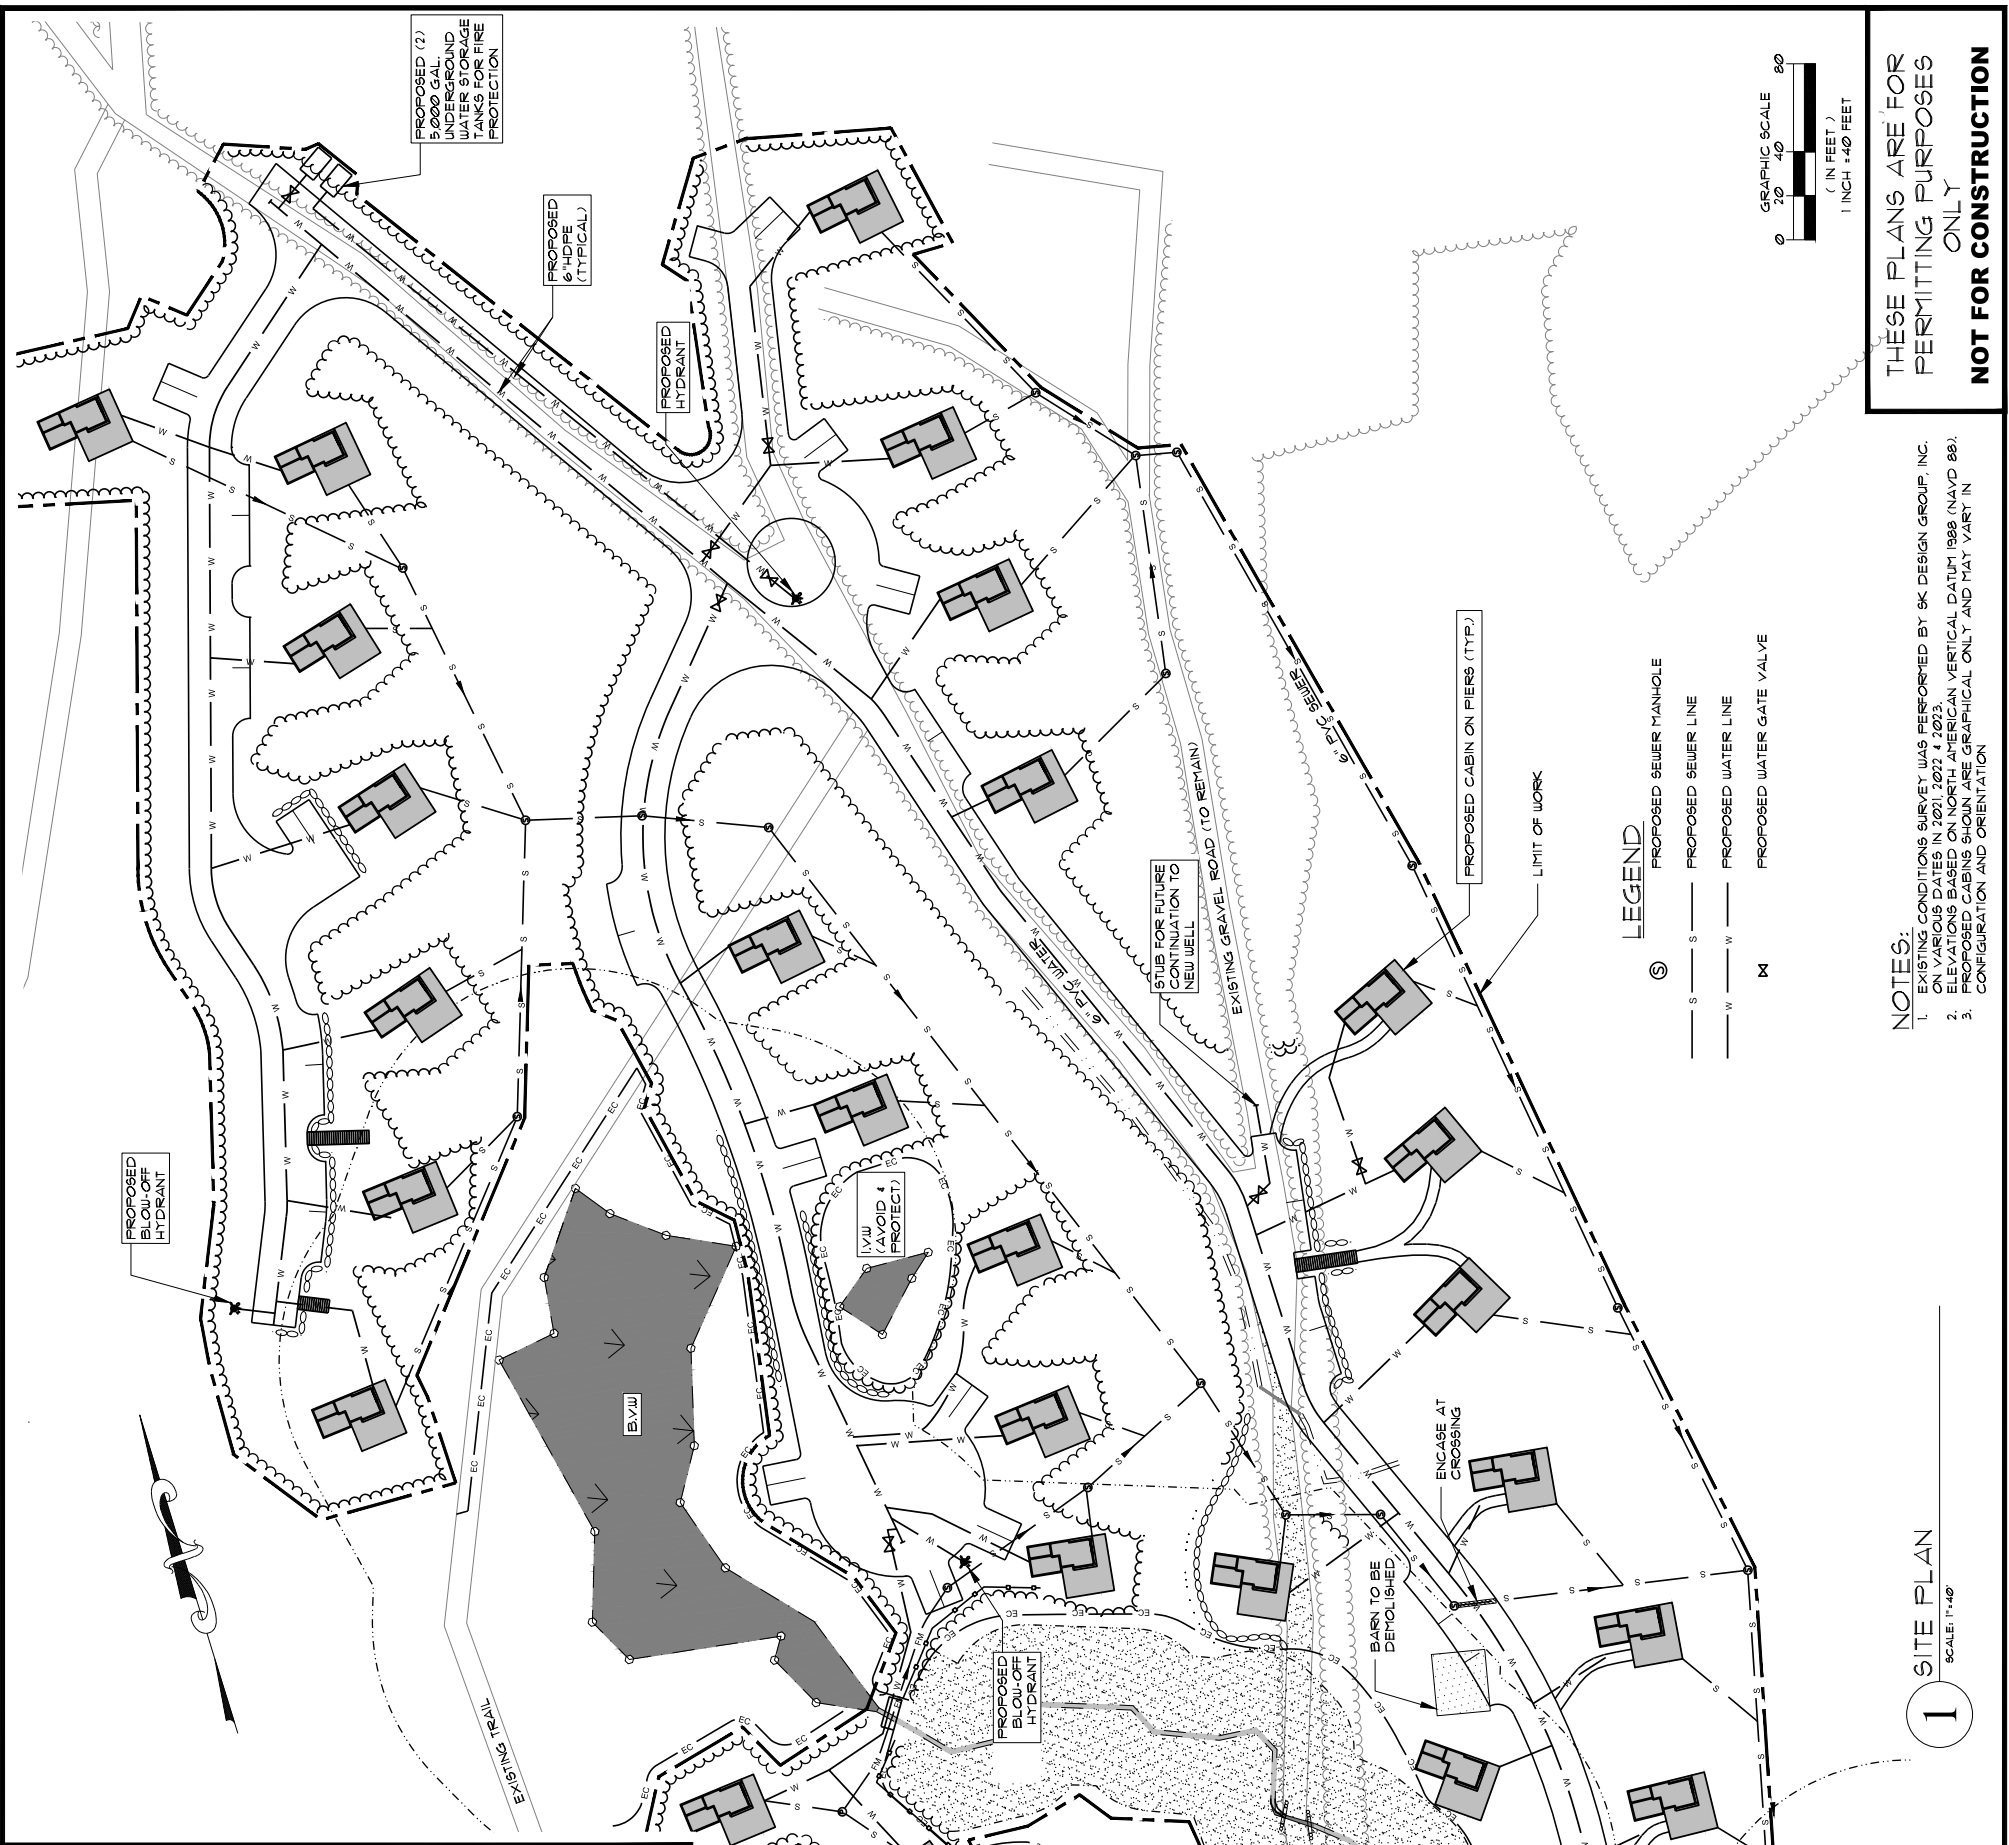 PROPOSED (2)
5,000 GAL.
UNDERGROUND
WATER STORAGE
TANKS FOR FIRE
PROTECTION
PROPOSED
6"HDPE
(TYPICAL)
PROPOSED
HYDRANT
PROPOSED
BLOW-OFF
HYDRANT
EXISTING TRAIL
B.V.W
I.V.W
(AVOID &
PROTECT)
PROPOSED
BLOW-OFF
HYDRANT
6" PVC WATER
STUB FOR FUTURE
CONTINUATION TO
NEW WELL
EXISTING GRAVEL ROAD (TO REMAIN)
6" PVC SEWER
PROPOSED CABIN ON PIERS (TYP.)
LIMIT OF WORK
ENCASE AT
CROSSING
BARN TO BE
DEMOLISHED
LEGEND
S PROPOSED SEWER MANHOLE
S S PROPOSED SEWER LINE
W W PROPOSED WATER LINE
PROPOSED WATER GATE VALVE
GRAPHIC SCALE
0 20 40 80
( IN FEET )
1 INCH = 40 FEET
NOTES:
1. EXISTING CONDITIONS SURVEY WAS PERFORMED BY SK DESIGN GROUP, INC.
ON VARIOUS DATES IN 2021, 2022 & 2023.
2. ELEVATIONS BASED ON NORTH AMERICAN VERTICAL DATUM 1988 (NAVD 88).
3. PROPOSED CABINS SHOWN ARE GRAPHICAL ONLY AND MAY VARY IN
CONFIGURATION AND ORIENTATION
THESE PLANS ARE FOR
PERMITTING PURPOSES
ONLY
NOT FOR CONSTRUCTION
1 SITE PLAN
SCALE: 1"=40'